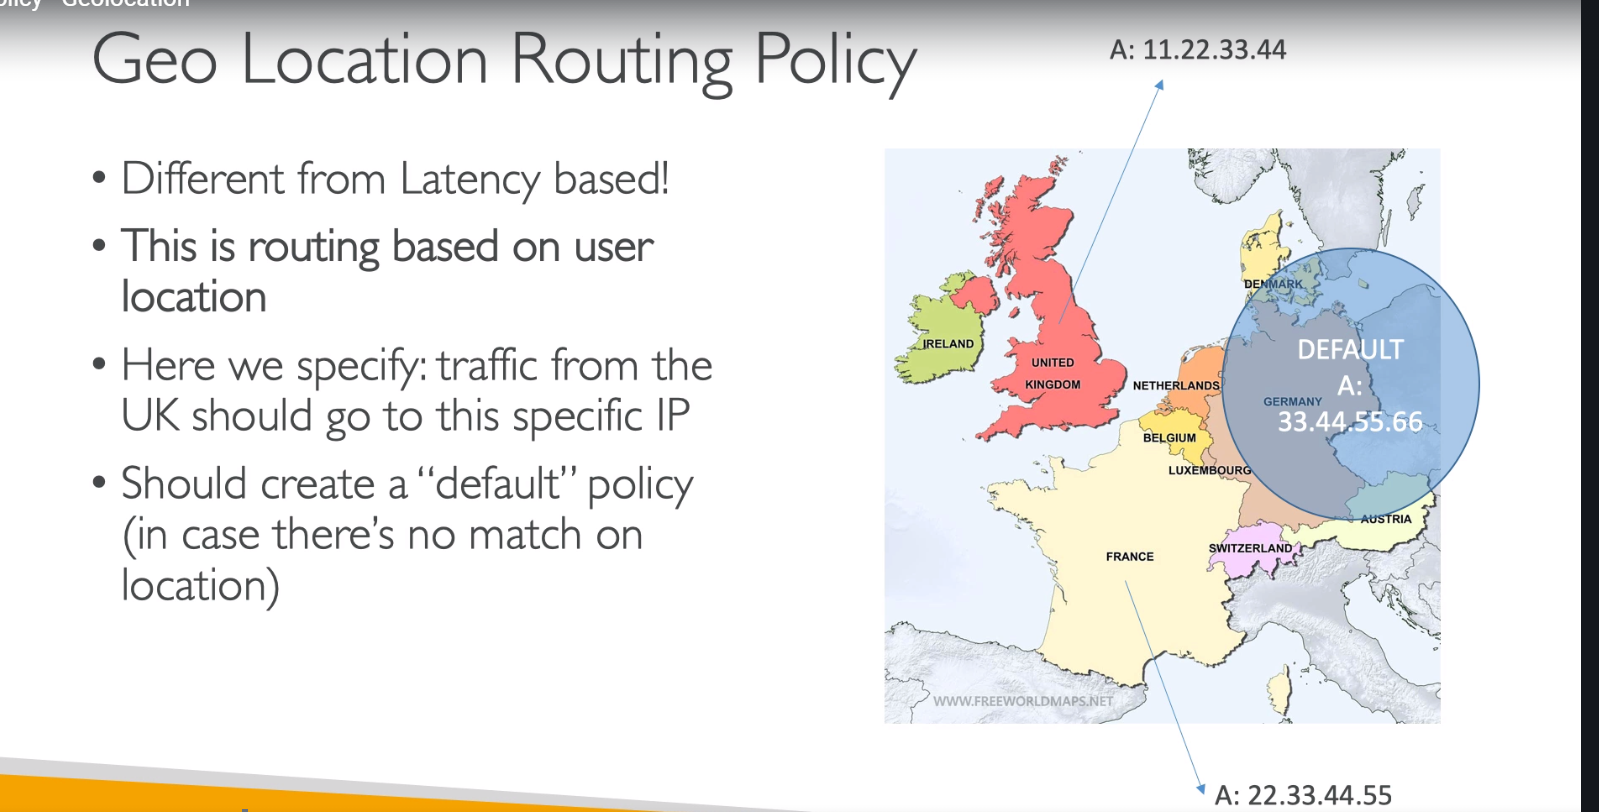 Policy - Geolocation
Geo Location Routing Policy
A: 11.22.33.44
• Different from Latency based!
• This is routing based on user
location
• Here we specify: traffic from the
UK should go to this specific IP
• Should create a “default” policy
(in case there’s no match on
location)
DENMARK
IRELAND
UNITED
KINGDOM
NETHERLANDS
DEFAULT
A:
33.44.55.66
GERMANY
BELGIUM
LUXEMBOURG
AUSTRIA
SWITZERLAND
FRANCE
WWW.FREEWORLDMAPS.NET
A: 22.33.44.55